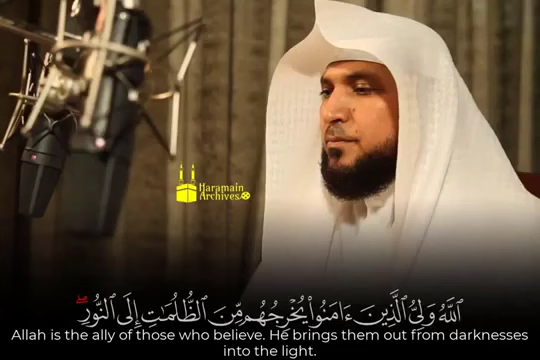 Haramain
Archives
ٱللَّهُ وَلِىُّ ٱلَّذِينَ ءَامَنُوا۟ يُخْرِجُهُم مِّنَ ٱلظُّلُمَـٰتِ إِلَى ٱلنُّورِ ۖ
Allah is the ally of those who believe. He brings them out from darknesses
into the light.